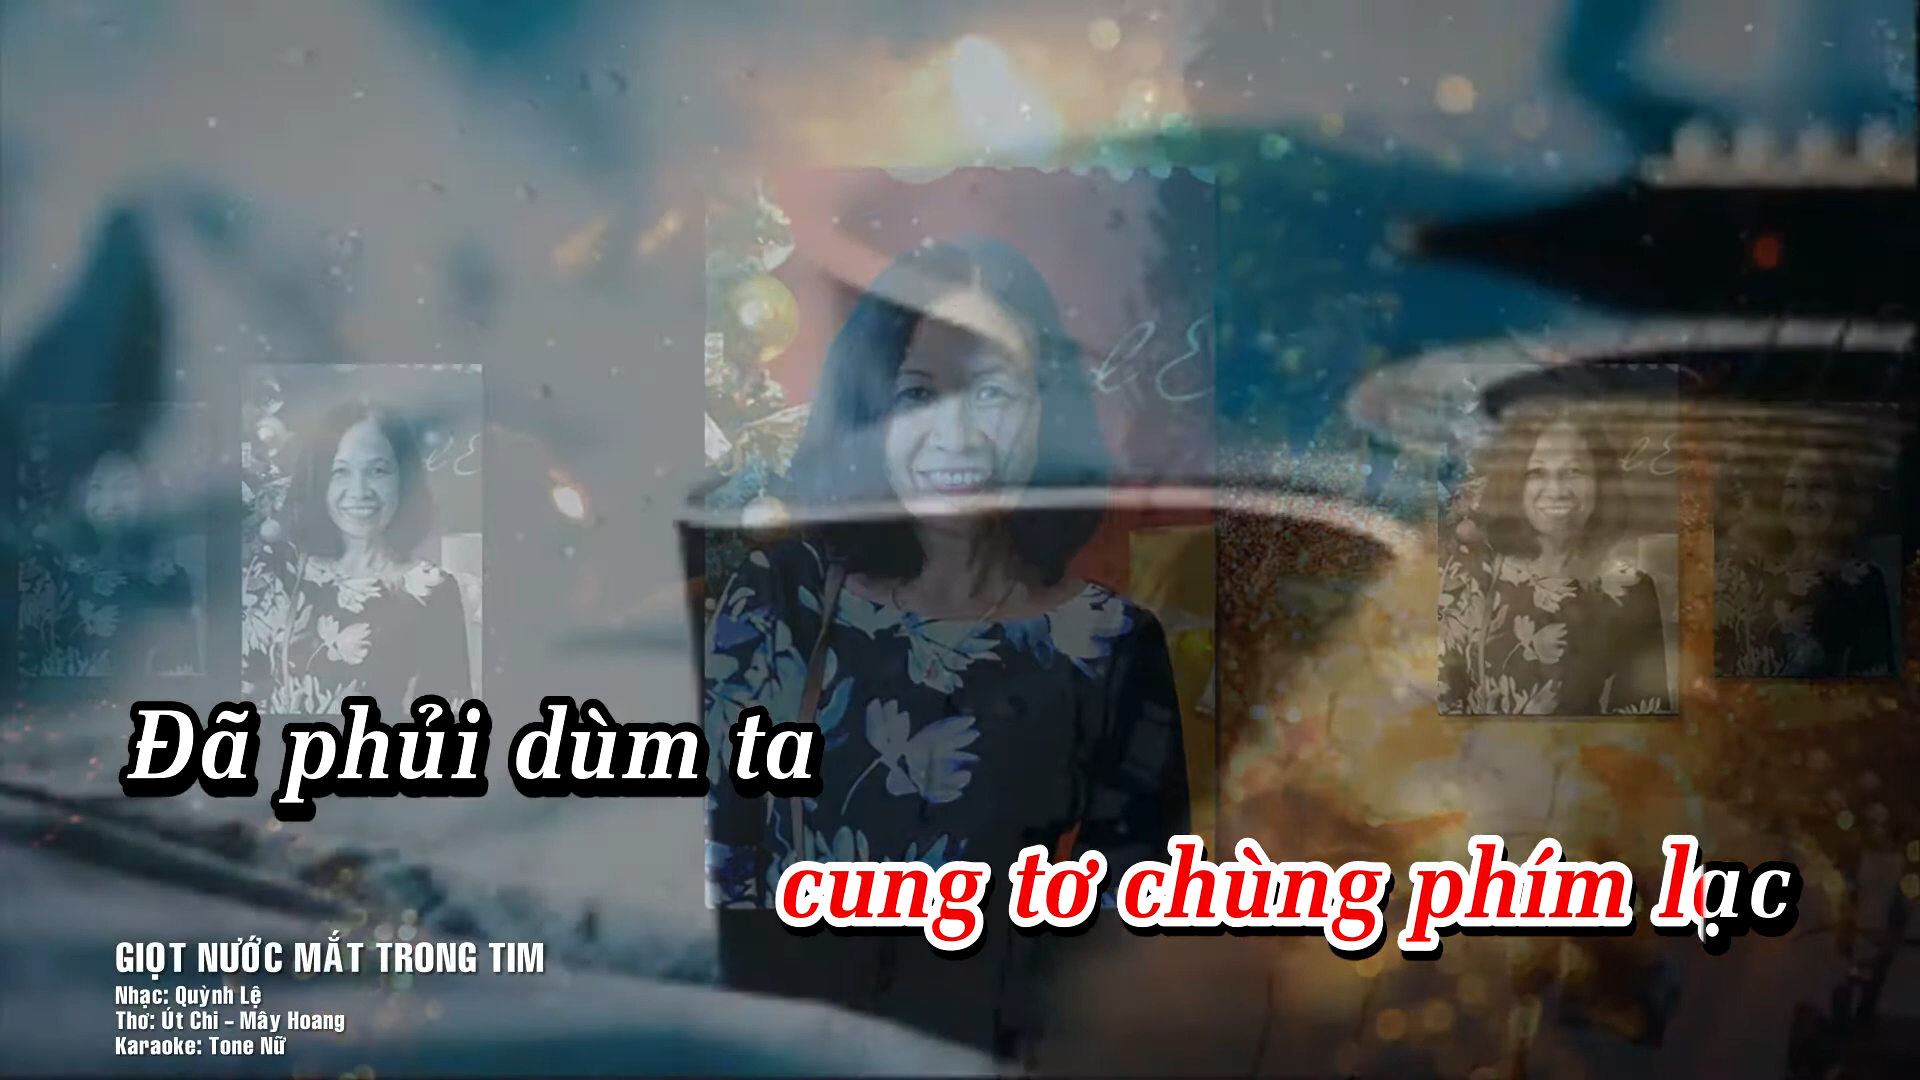 Đã phủi dùm ta
cung tơ chùng phím lạc
GIỌT NƯỚC MẮT TRONG TIM
Nhạc: Quỳnh Lệ
Thơ: Út Chi – Mây Hoang
Karaoke: Tone Nữ